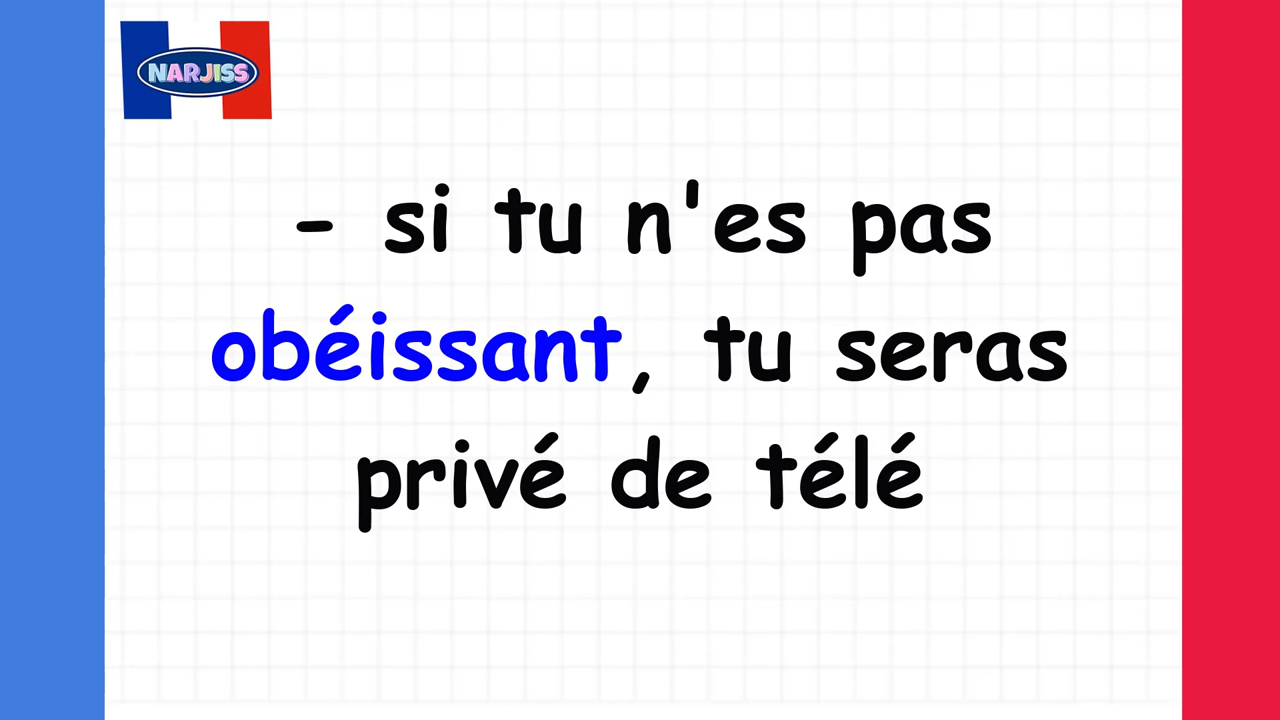 NARJISS
- si tu n'es pas
obéissant, tu seras
privé de télé